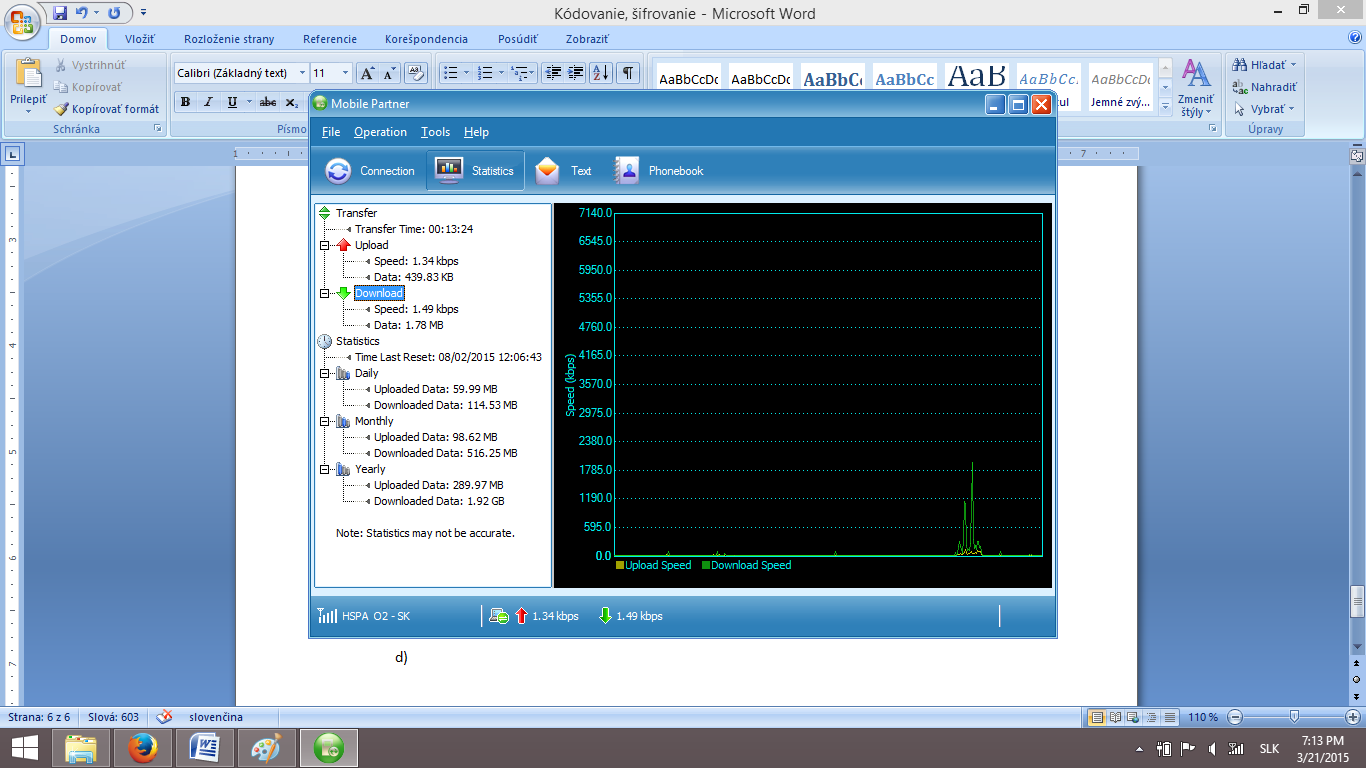 Kódovanie, šifrovanie - Microsoft Word
Domov Vložiť Rozloženie strany Referencie Korešpondencia Posúdiť Zobraziť
Prilepiť
Vystrihnúť
Kopírovať
Kopírovať formát
Schránka
Calibri (Základný text) 11
B I U abc x₂
Písmo
AaBbCcDc AaBbCcDc AaBbC AaBbCc AaB AaBbCc. AaBbCcDc
Jemné zvý...
Zmeniť štýly
Hľadať
Nahradiť
Vybrať
Úpravy
Mobile Partner
File Operation Tools Help
Connection Statistics Text Phonebook
Transfer
Transfer Time: 00:13:24
Upload
Speed: 1.34 kbps
Data: 439.83 KB
Download
Speed: 1.49 kbps
Data: 1.78 MB
Statistics
Time Last Reset: 08/02/2015 12:06:43
Daily
Uploaded Data: 59.99 MB
Downloaded Data: 114.53 MB
Monthly
Uploaded Data: 98.62 MB
Downloaded Data: 516.25 MB
Yearly
Uploaded Data: 289.97 MB
Downloaded Data: 1.92 GB
Note: Statistics may not be accurate.
Speed (kbps)
7140.0
6545.0
5950.0
5355.0
4760.0
4165.0
3570.0
2975.0
2380.0
1785.0
1190.0
595.0
0.0
Upload Speed Download Speed
HSPA O2 - SK 1.34 kbps 1.49 kbps
d)
Strana: 6 z 6 Slová: 603 slovenčina 110 %
SLK
7:13 PM
3/21/2015